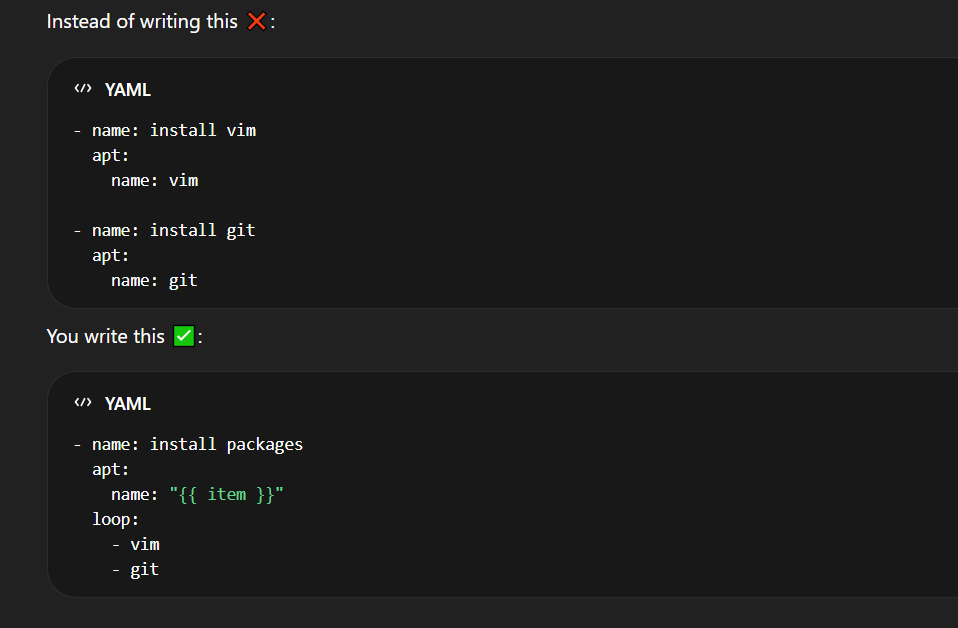 Instead of writing this ❌:
</> YAML
- name: install vim
  apt:
    name: vim
- name: install git
  apt:
    name: git
You write this ✅:
</> YAML
- name: install packages
  apt:
    name: "{{ item }}"
  loop:
    - vim
    - git